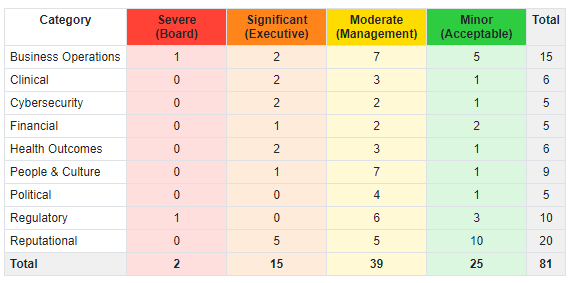 Category Severe (Board) Significant (Executive) Moderate (Management) Minor (Acceptable) Total
Business Operations 1 2 7 5 15
Clinical 0 2 3 1 6
Cybersecurity 0 2 2 1 5
Financial 0 1 2 2 5
Health Outcomes 0 2 3 1 6
People & Culture 0 1 7 1 9
Political 0 0 4 1 5
Regulatory 1 0 6 3 10
Reputational 0 5 5 10 20
Total 2 15 39 25 81